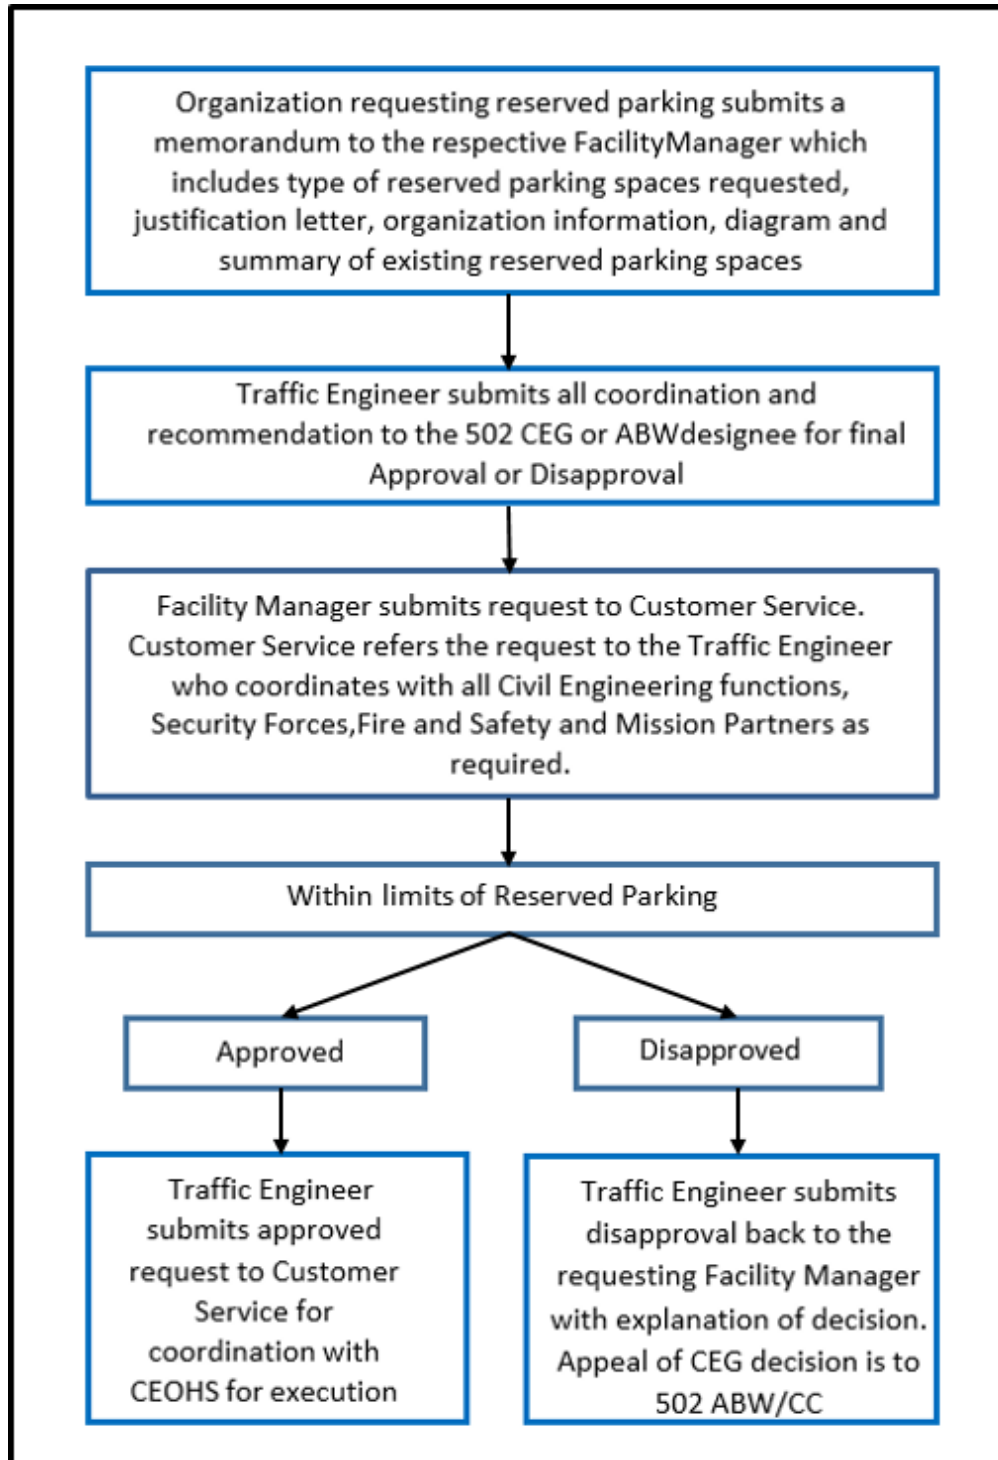 Organization requesting reserved parking submits a
memorandum to the respective FacilityManager which
includes type of reserved parking spaces requested,
justification letter, organization information, diagram and
summary of existing reserved parking spaces
Traffic Engineer submits all coordination and
recommendation to the 502 CEG or ABWdesignee for final
Approval or Disapproval
Facility Manager submits request to Customer Service.
Customer Service refers the request to the Traffic Engineer
who coordinates with all Civil Engineering functions,
Security Forces,Fire and Safety and Mission Partners as
required.
Within limits of Reserved Parking
Approved
Disapproved
Traffic Engineer
submits approved
request to Customer
Service for
coordination with
CEOHS for execution
Traffic Engineer submits
disapproval back to the
requesting Facility Manager
with explanation of decision.
Appeal of CEG decision is to
502 ABW/CC